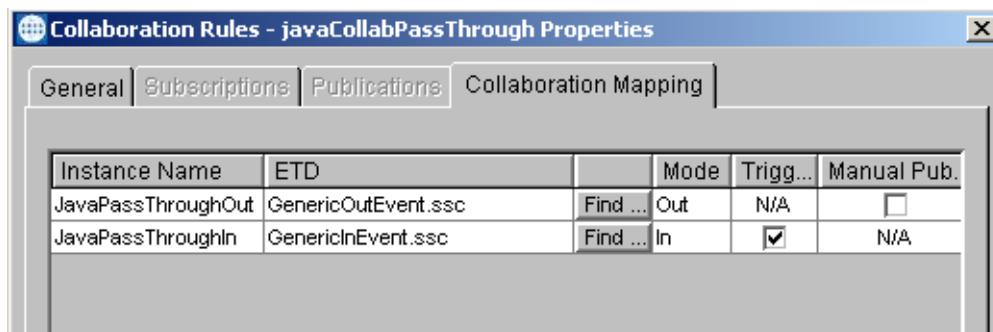 Collaboration Rules - javaCollabPassThrough Properties
General Subscriptions Publications Collaboration Mapping
Instance Name ETD Mode Trigg... Manual Pub.
JavaPassThroughOut GenericOutEvent.ssc Find ... Out N/A
JavaPassThroughIn GenericInEvent.ssc Find ... In N/A